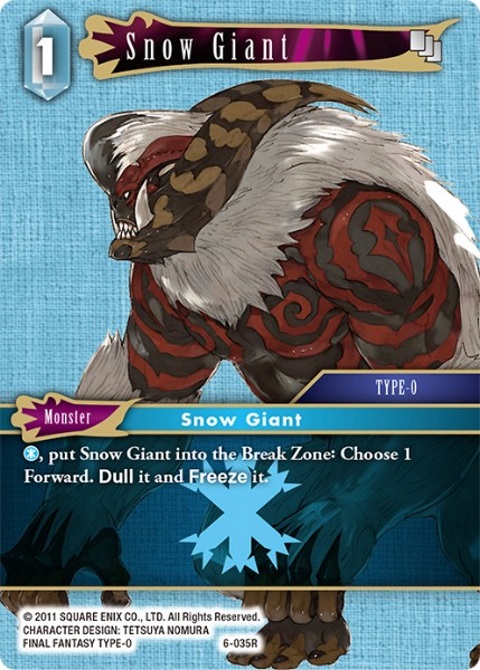 1
Snow Giant
TYPE-0
Monster
Snow Giant
, put Snow Giant into the Break Zone: Choose 1
Forward. Dull it and Freeze it.
© 2011 SQUARE ENIX CO., LTD. All Rights Reserved.
CHARACTER DESIGN: TETSUYA NOMURA
FINAL FANTASY TYPE-0
6-035R